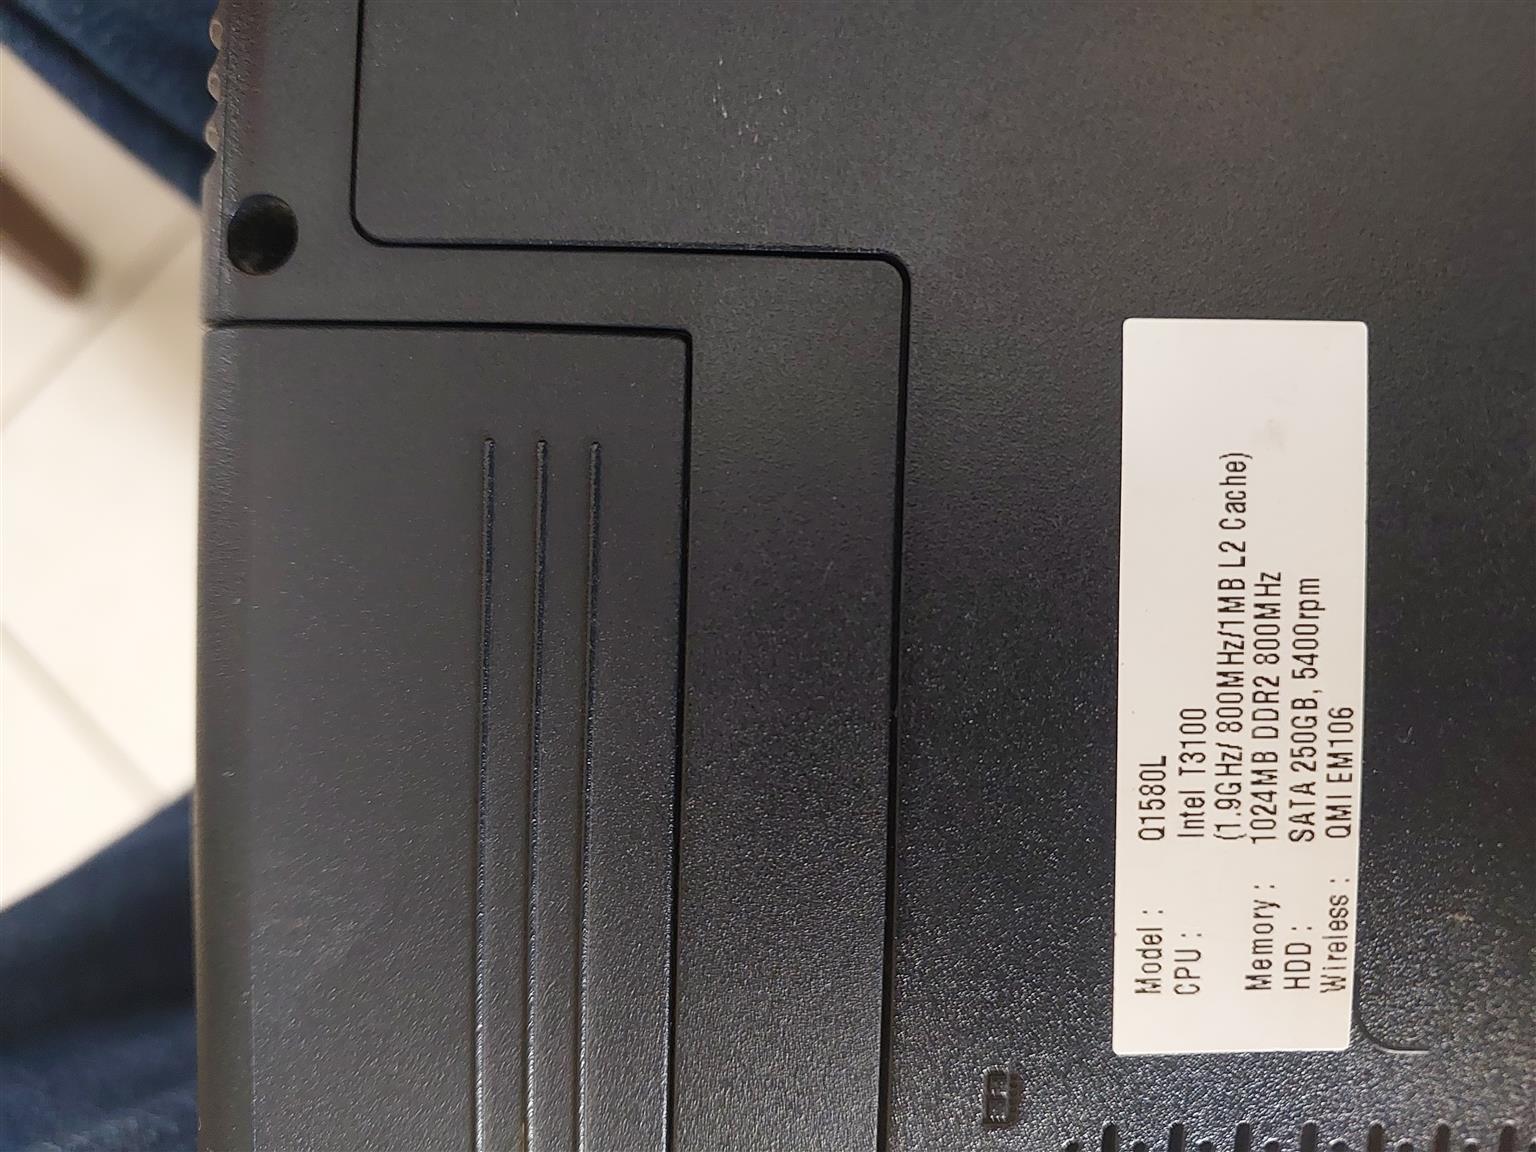 Model : Q1580L
CPU : Intel T3100
(1.9GHz/ 800MHz/1MB L2 Cache)
Memory : 1024MB DDR2 800MHz
HDD : SATA 250GB, 5400rpm
Wireless : QMI EM106